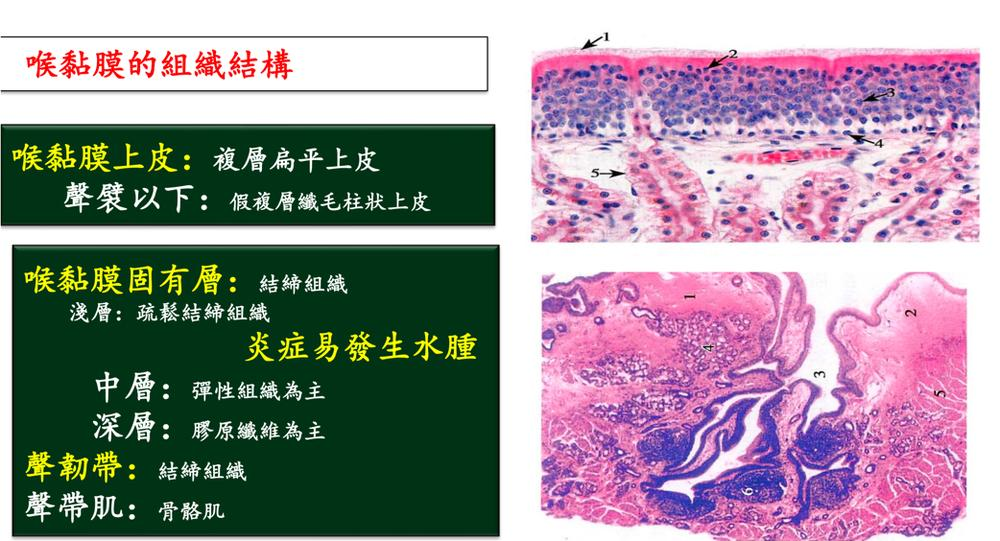 喉黏膜的組織結構
喉黏膜上皮：複層扁平上皮
聲襞以下：假複層纖毛柱狀上皮
喉黏膜固有層：結締組織
淺層：疏鬆結締組織
炎症易發生水腫
中層：彈性組織為主
深層：膠原纖維為主
聲韌帶：結締組織
聲帶肌：骨骼肌
1
2
3
4
5
1
2
3
4
5
6